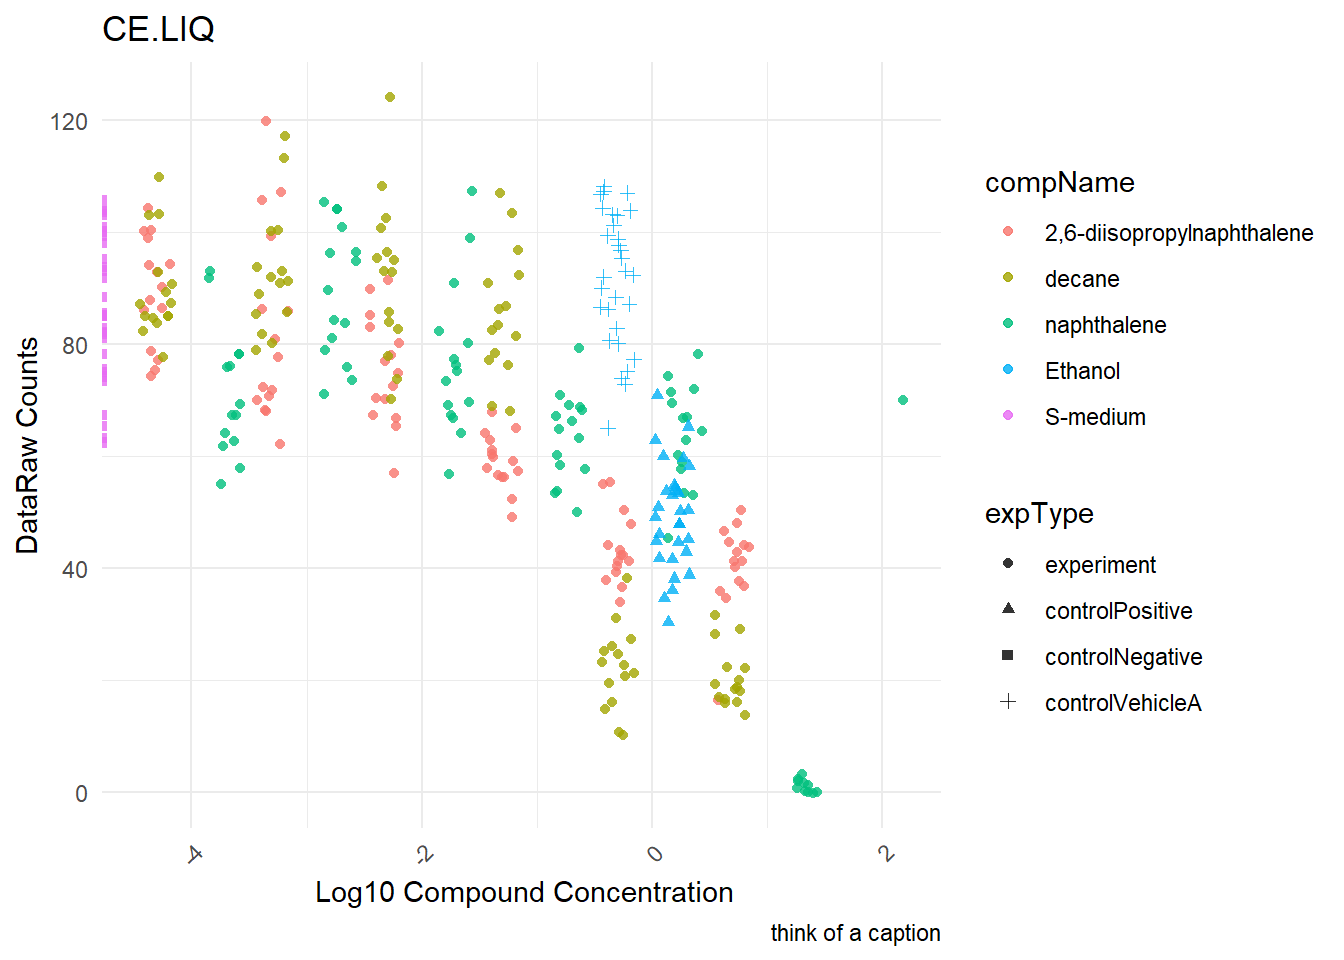 CE.LIQ
DataRaw Counts
120
80
40
0
-4
-2
0
2
Log10 Compound Concentration
think of a caption
compName
2,6-diisopropylnaphthalene
decane
naphthalene
Ethanol
S-medium
expType
experiment
controlPositive
controlNegative
controlVehicleA